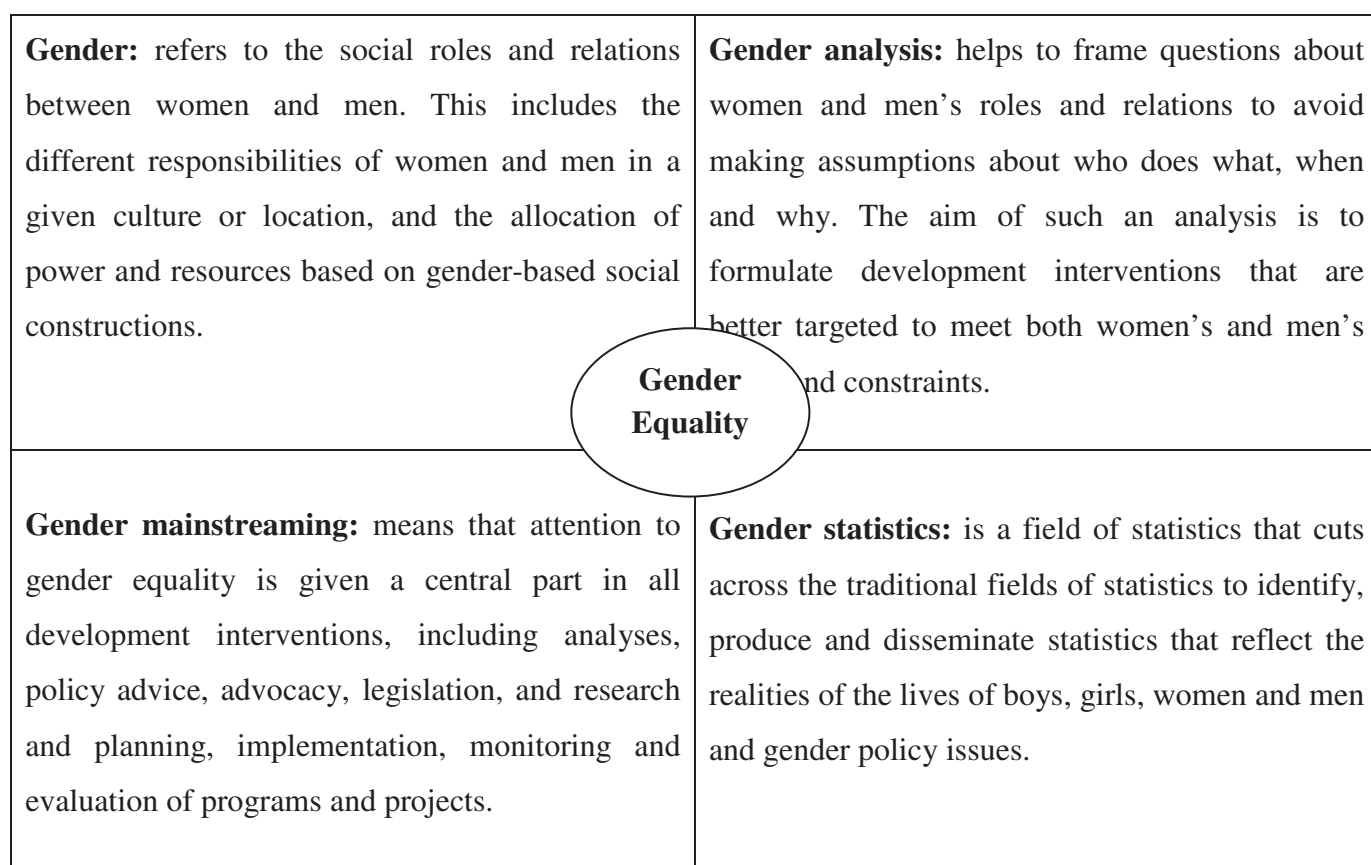 Gender: refers to the social roles and relations
between women and men. This includes the
different responsibilities of women and men in a
given culture or location, and the allocation of
power and resources based on gender-based social
constructions.
Gender analysis: helps to frame questions about
women and men’s roles and relations to avoid
making assumptions about who does what, when
and why. The aim of such an analysis is to
formulate development interventions that are
better targeted to meet both women’s and men’s
constraints.
Gender
Equality
Gender mainstreaming: means that attention to
gender equality is given a central part in all
development interventions, including analyses,
policy advice, advocacy, legislation, and research
and planning, implementation, monitoring and
evaluation of programs and projects.
Gender statistics: is a field of statistics that cuts
across the traditional fields of statistics to identify,
produce and disseminate statistics that reflect the
realities of the lives of boys, girls, women and men
and gender policy issues.